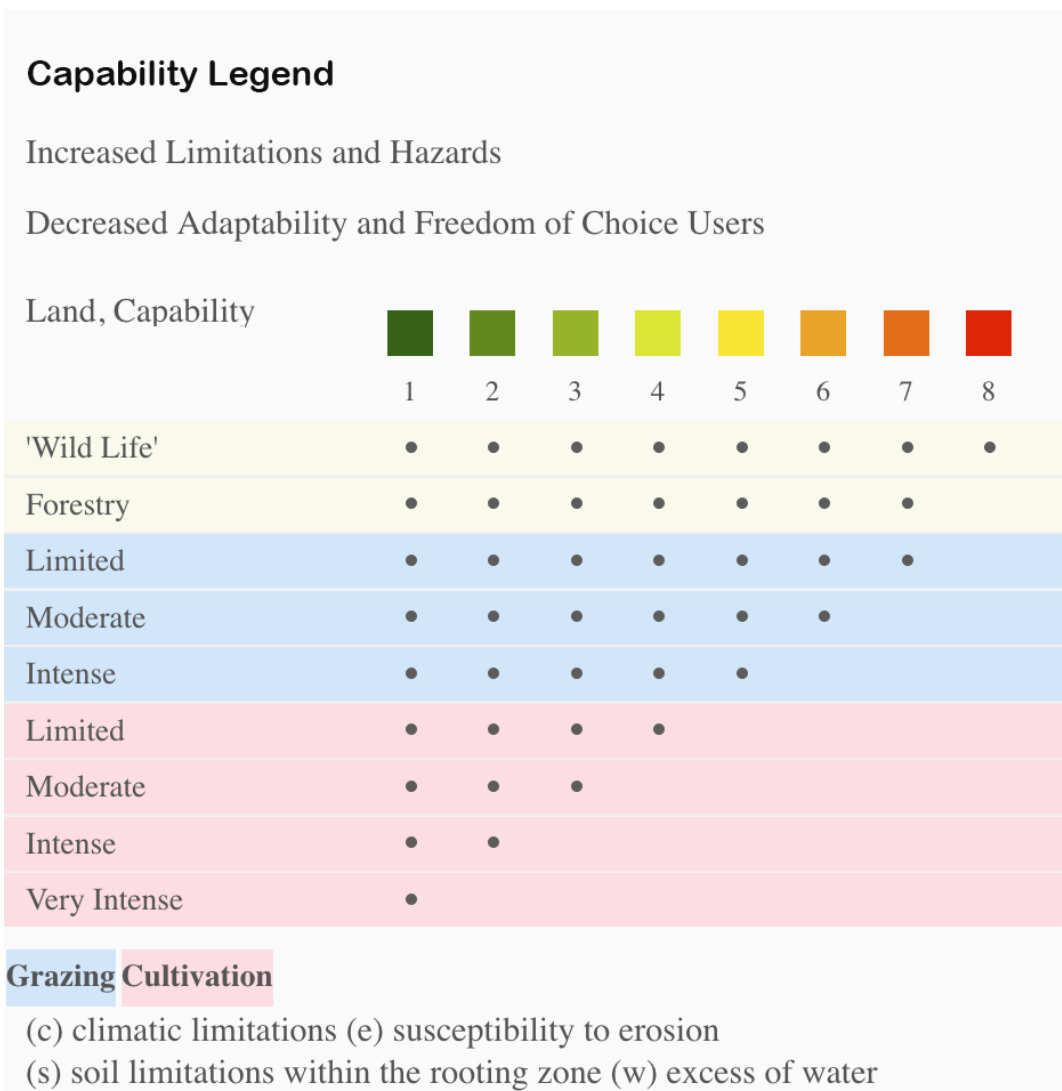 Capability Legend
Increased Limitations and Hazards
Decreased Adaptability and Freedom of Choice Users
Land, Capability
1 2 3 4 5 6 7 8
'Wild Life' • • • • • • • •
Forestry • • • • • • •
Limited • • • • • • •
Moderate • • • • • •
Intense • • • • •
Limited • • • •
Moderate • • •
Intense • •
Very Intense •
Grazing Cultivation
(c) climatic limitations (e) susceptibility to erosion
(s) soil limitations within the rooting zone (w) excess of water